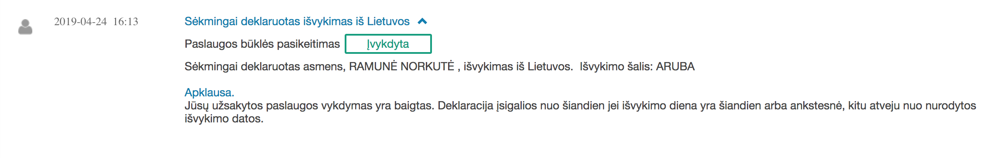 2019-04-24 16:13 Sėkmingai deklaruotas išvykimas iš Lietuvos
Paslaugos būklės pasikeitimas Įvykdyta
Sėkmingai deklaruotas asmens, RAMUNĖ NORKUTĖ , išvykimas iš Lietuvos. Išvykimo šalis: ARUBA
Apklausa.
Jūsų užsakytos paslaugos vykdymas yra baigtas. Deklaracija įsigalios nuo šiandien jei išvykimo diena yra šiandien arba ankstesnė, kitu atveju nuo nurodytos
išvykimo datos.